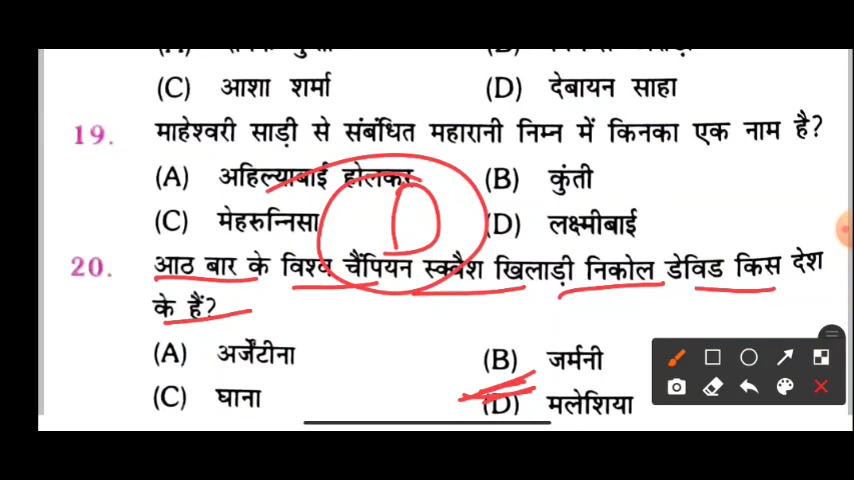 (C) आशा शर्मा (D) देबायन साहा
19. माहेश्वरी साड़ी से संबंधित महारानी निम्न में किनका एक नाम है?
(A) अहिल्याबाई होलकर (B) कुंती
(C) मेहरुन्निसा (D) लक्ष्मीबाई
D
20. आठ बार के विश्व चैंपियन स्क्वैश खिलाड़ी निकोल डेविड किस देश
के हैं?
(A) अर्जेंटीना (B) जर्मनी
(C) घाना (D) मलेशिया